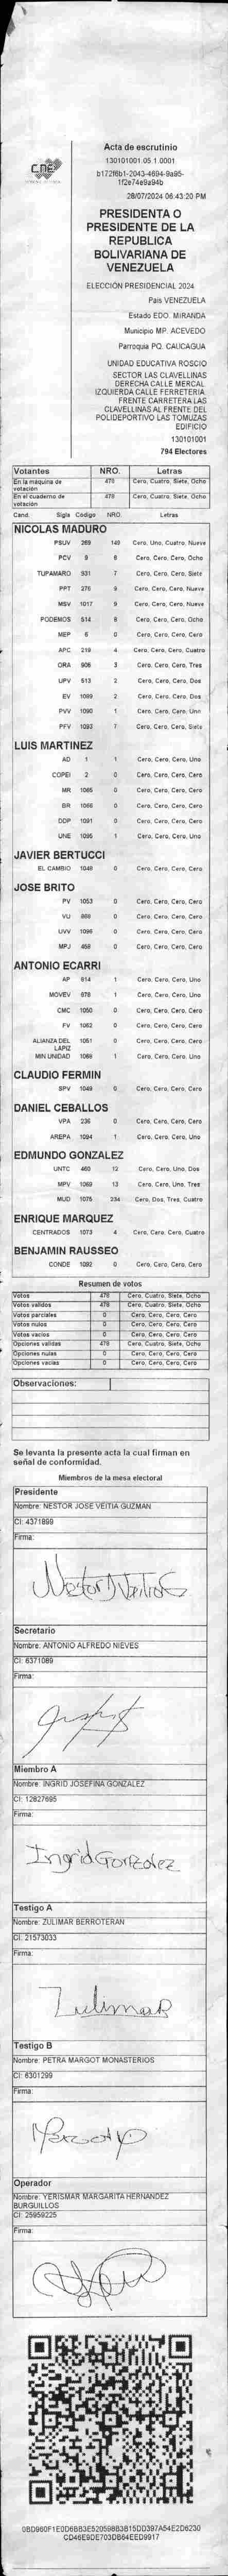 CNE
Acta de escrutinio
130101001.05.1.0001
b172f6b1-2043-4694-9a95-
1f2e74e9a94b
28/07/2024 06:43:20 PM
PRESIDENTA O
PRESIDENTE DE LA
REPUBLICA
BOLIVARIANA DE
VENEZUELA
ELECCIÓN PRESIDENCIAL 2024
Pais VENEZUELA
Estado EDO. MIRANDA
Municipio MP. ACEVEDO
Parroquia PQ. CAUCAGUA
UNIDAD EDUCATIVA ROSCIO
SECTOR LAS CLAVELLINAS
DERECHA CALLE MERCAL.
IZQUIERDA CALLE FERRETERIA.
FRENTE CARRETERA LAS
CLAVELLINAS AL FRENTE DEL
POLIDEPORTIVO LAS TOMUZAS
EDIFICIO
130101001
794 Electores
Votantes NRO. Letras
En la máquina de votación 478 Cero, Cuatro, Siete, Ocho
En el cuaderno de votación 478 Cero, Cuatro, Siete, Ocho
Cand. Sigla Codigo NRO. Letras
NICOLAS MADURO
PSUV 269 149 Cero, Uno, Cuatro, Nueve
PCV 9 8 Cero, Cero, Cero, Ocho
TUPAMARO 931 7 Cero, Cero, Cero, Siete
PPT 276 9 Cero, Cero, Cero, Nueve
MSV 1017 9 Cero, Cero, Cero, Nueve
PODEMOS 514 8 Cero, Cero, Cero, Ocho
MEP 6 0 Cero, Cero, Cero, Cero
APC 219 4 Cero, Cero, Cero, Cuatro
ORA 906 3 Cero, Cero, Cero, Tres
UPV 513 2 Cero, Cero, Cero, Dos
EV 1089 2 Cero, Cero, Cero, Dos
PVV 1090 1 Cero, Cero, Cero, Uno
PFV 1093 7 Cero, Cero, Cero, Siete
LUIS MARTINEZ
AD 1 1 Cero, Cero, Cero, Uno
COPEI 2 0 Cero, Cero, Cero, Cero
MR 1085 0 Cero, Cero, Cero, Cero
BR 1066 0 Cero, Cero, Cero, Cero
DDP 1091 0 Cero, Cero, Cero, Cero
UNE 1095 1 Cero, Cero, Cero, Uno
JAVIER BERTUCCI
EL CAMBIO 1048 0 Cero, Cero, Cero, Cero
JOSE BRITO
PV 1053 0 Cero, Cero, Cero, Cero
VU 888 0 Cero, Cero, Cero, Cero
UVV 1096 0 Cero, Cero, Cero, Cero
MPJ 458 0 Cero, Cero, Cero, Cero
ANTONIO ECARRI
AP 814 1 Cero, Cero, Cero, Uno
MOVEV 678 1 Cero, Cero, Cero, Uno
CMC 1050 0 Cero, Cero, Cero, Cero
FV 1062 0 Cero, Cero, Cero, Cero
ALIANZA DEL 1051 0 Cero, Cero, Cero, Cero
LAPIZ
MIN UNIDAD 1068 1 Cero, Cero, Cero, Uno
CLAUDIO FERMIN
SPV 1049 0 Cero, Cero, Cero, Cero
DANIEL CEBALLOS
VPA 236 0 Cero, Cero, Cero, Cero
AREPA 1094 1 Cero, Cero, Cero, Uno
EDMUNDO GONZALEZ
UNTC 460 12 Cero, Cero, Uno, Dos
MPV 1069 13 Cero, Cero, Uno, Tres
MUD 1075 234 Cero, Dos, Tres, Cuatro
ENRIQUE MARQUEZ
CENTRADOS 1073 4 Cero, Cero, Cero, Cuatro
BENJAMIN RAUSSEO
CONDE 1092 0 Cero, Cero, Cero, Cero
Resumen de votos
Votos 478 Cero, Cuatro, Siete, Ocho
Votos validos 478 Cero, Cuatro, Siete, Ocho
Votos parciales 0 Cero, Cero, Cero, Cero
Votos nulos 0 Cero, Cero, Cero, Cero
Votos vacios 0 Cero, Cero, Cero, Cero
Opciones validas 478 Cero, Cuatro, Siete, Ocho
Opciones nulas 0 Cero, Cero, Cero, Cero
Opciones vacias 0 Cero, Cero, Cero, Cero
Observaciones:
Se levanta la presente acta la cual firman en
señal de conformidad.
Miembros de la mesa electoral
Presidente
Nombre: NESTOR JOSE VEITIA GUZMAN
CI: 4371899
Firma:
Secretario
Nombre: ANTONIO ALFREDO NIEVES
CI: 6371069
Firma:
Miembro A
Nombre: INGRID JOSEFINA GONZALEZ
CI: 12827695
Firma:
Ingrid Gonzalez
Testigo A
Nombre: ZULIMAR BERROTERAN
CI: 21573033
Firma:
Zulimar
Testigo B
Nombre: PETRA MARGOT MONASTERIOS
CI: 6301299
Firma:
Operador
Nombre: YERISMAR MARGARITA HERNANDEZ
BURGUILLOS
CI: 25959225
Firma:
0BD960F1E0D6BB3E520598B3B15DD397A54E2D6230
CD46E9DE703DB64EED9917